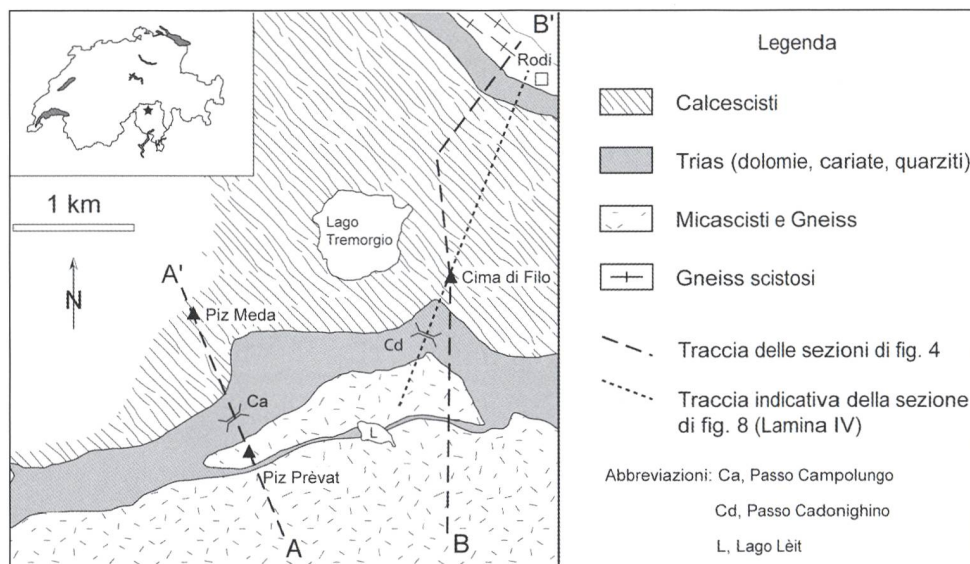 B'
Rodi
1 km
N
Lago
Tremorgio
A'
Piz Meda
Cima di Filo
Cd
Ca
L
Piz Prèvat
A
B
Legenda
Calcescisti
Trias (dolomie, cariate, quarziti)
Micascisti e Gneiss
Gneiss scistosi
Traccia delle sezioni di fig. 4
Traccia indicativa della sezione
di fig. 8 (Lamina IV)
Abbreviazioni: Ca, Passo Campolungo
Cd, Passo Cadonighino
L, Lago Lèit